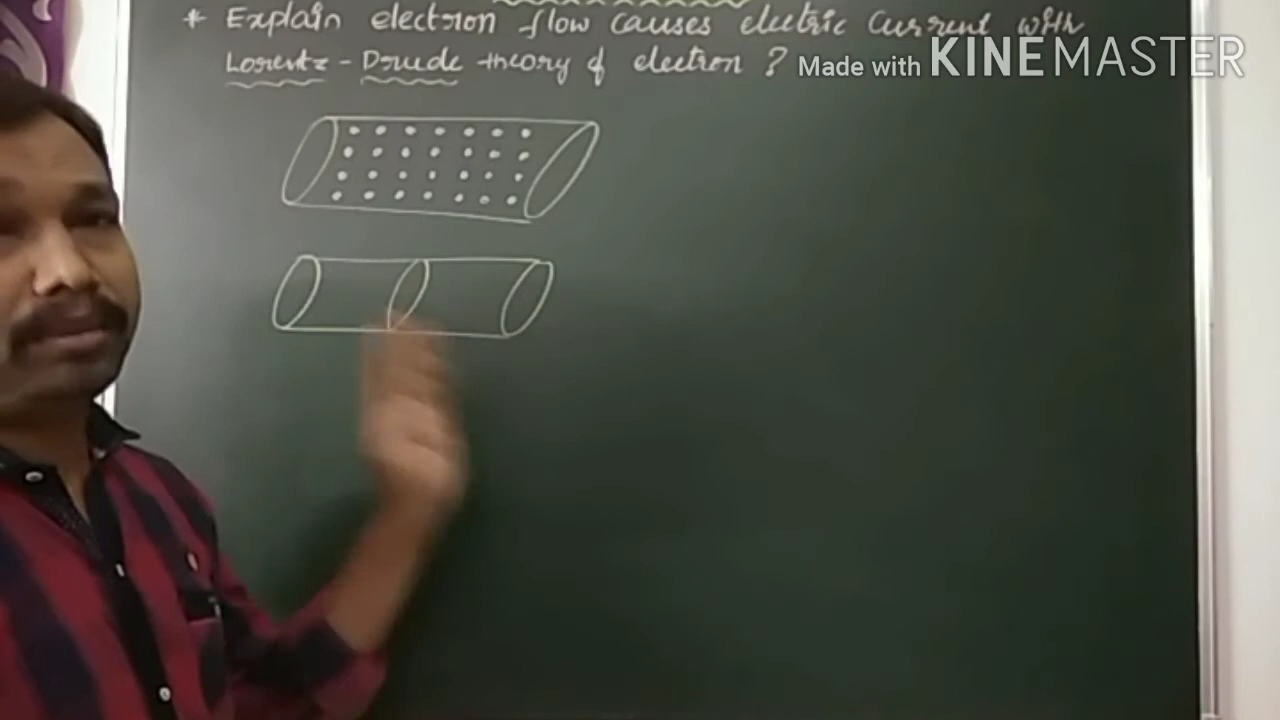 * Explain electron flow causes electric current with
Lorentz - Drude theory of electron ?
Made with KINEMASTER